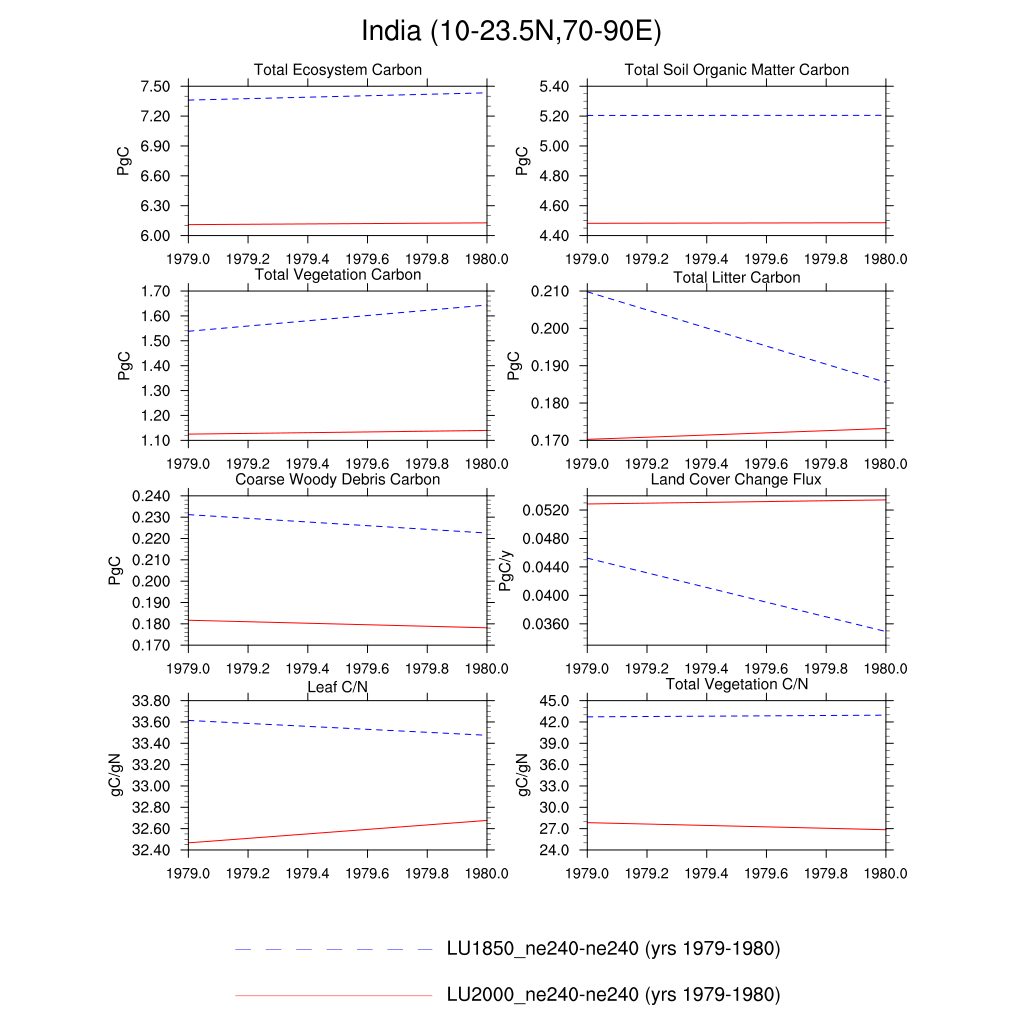 India (10-23.5N,70-90E)
Total Ecosystem Carbon
7.50
7.20
6.90
6.60
6.30
6.00
PgC
1979.0 1979.2 1979.4 1979.6 1979.8 1980.0
Total Soil Organic Matter Carbon
5.40
5.20
5.00
4.80
4.60
4.40
PgC
1979.0 1979.2 1979.4 1979.6 1979.8 1980.0
Total Vegetation Carbon
1.70
1.60
1.50
1.40
1.30
1.20
1.10
PgC
1979.0 1979.2 1979.4 1979.6 1979.8 1980.0
Total Litter Carbon
0.210
0.200
0.190
0.180
0.170
PgC
1979.0 1979.2 1979.4 1979.6 1979.8 1980.0
Coarse Woody Debris Carbon
0.240
0.230
0.220
0.210
0.200
0.190
0.180
0.170
PgC
1979.0 1979.2 1979.4 1979.6 1979.8 1980.0
Land Cover Change Flux
0.0520
0.0480
0.0440
0.0400
0.0360
PgC/y
1979.0 1979.2 1979.4 1979.6 1979.8 1980.0
Leaf C/N
33.80
33.60
33.40
33.20
33.00
32.80
32.60
32.40
gC/gN
1979.0 1979.2 1979.4 1979.6 1979.8 1980.0
Total Vegetation C/N
45.0
42.0
39.0
36.0
33.0
30.0
27.0
24.0
gC/gN
1979.0 1979.2 1979.4 1979.6 1979.8 1980.0
LU1850_ne240-ne240 (yrs 1979-1980)
LU2000_ne240-ne240 (yrs 1979-1980)